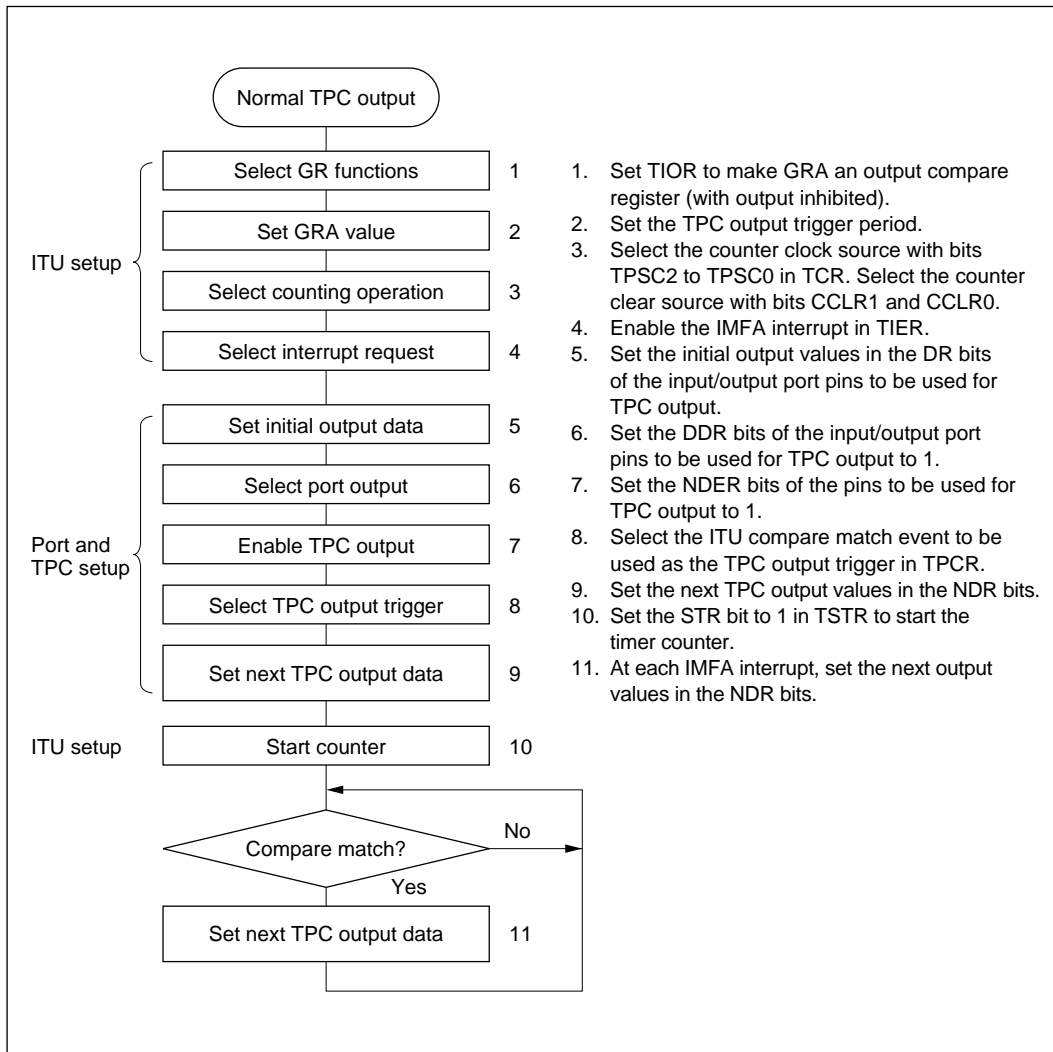 Normal TPC output
Select GR functions
1
Set GRA value
2
ITU setup
Select counting operation
3
Select interrupt request
4
Set initial output data
5
Select port output
6
Port and
TPC setup
Enable TPC output
7
Select TPC output trigger
8
Set next TPC output data
9
ITU setup
Start counter
10
Compare match?
No
Yes
Set next TPC output data
11
1. Set TIOR to make GRA an output compare
register (with output inhibited).
2. Set the TPC output trigger period.
3. Select the counter clock source with bits
TPSC2 to TPSC0 in TCR. Select the counter
clear source with bits CCLR1 and CCLR0.
4. Enable the IMFA interrupt in TIER.
5. Set the initial output values in the DR bits
of the input/output port pins to be used for
TPC output.
6. Set the DDR bits of the input/output port
pins to be used for TPC output to 1.
7. Set the NDER bits of the pins to be used for
TPC output to 1.
8. Select the ITU compare match event to be
used as the TPC output trigger in TPCR.
9. Set the next TPC output values in the NDR bits.
10. Set the STR bit to 1 in TSTR to start the
timer counter.
11. At each IMFA interrupt, set the next output
values in the NDR bits.